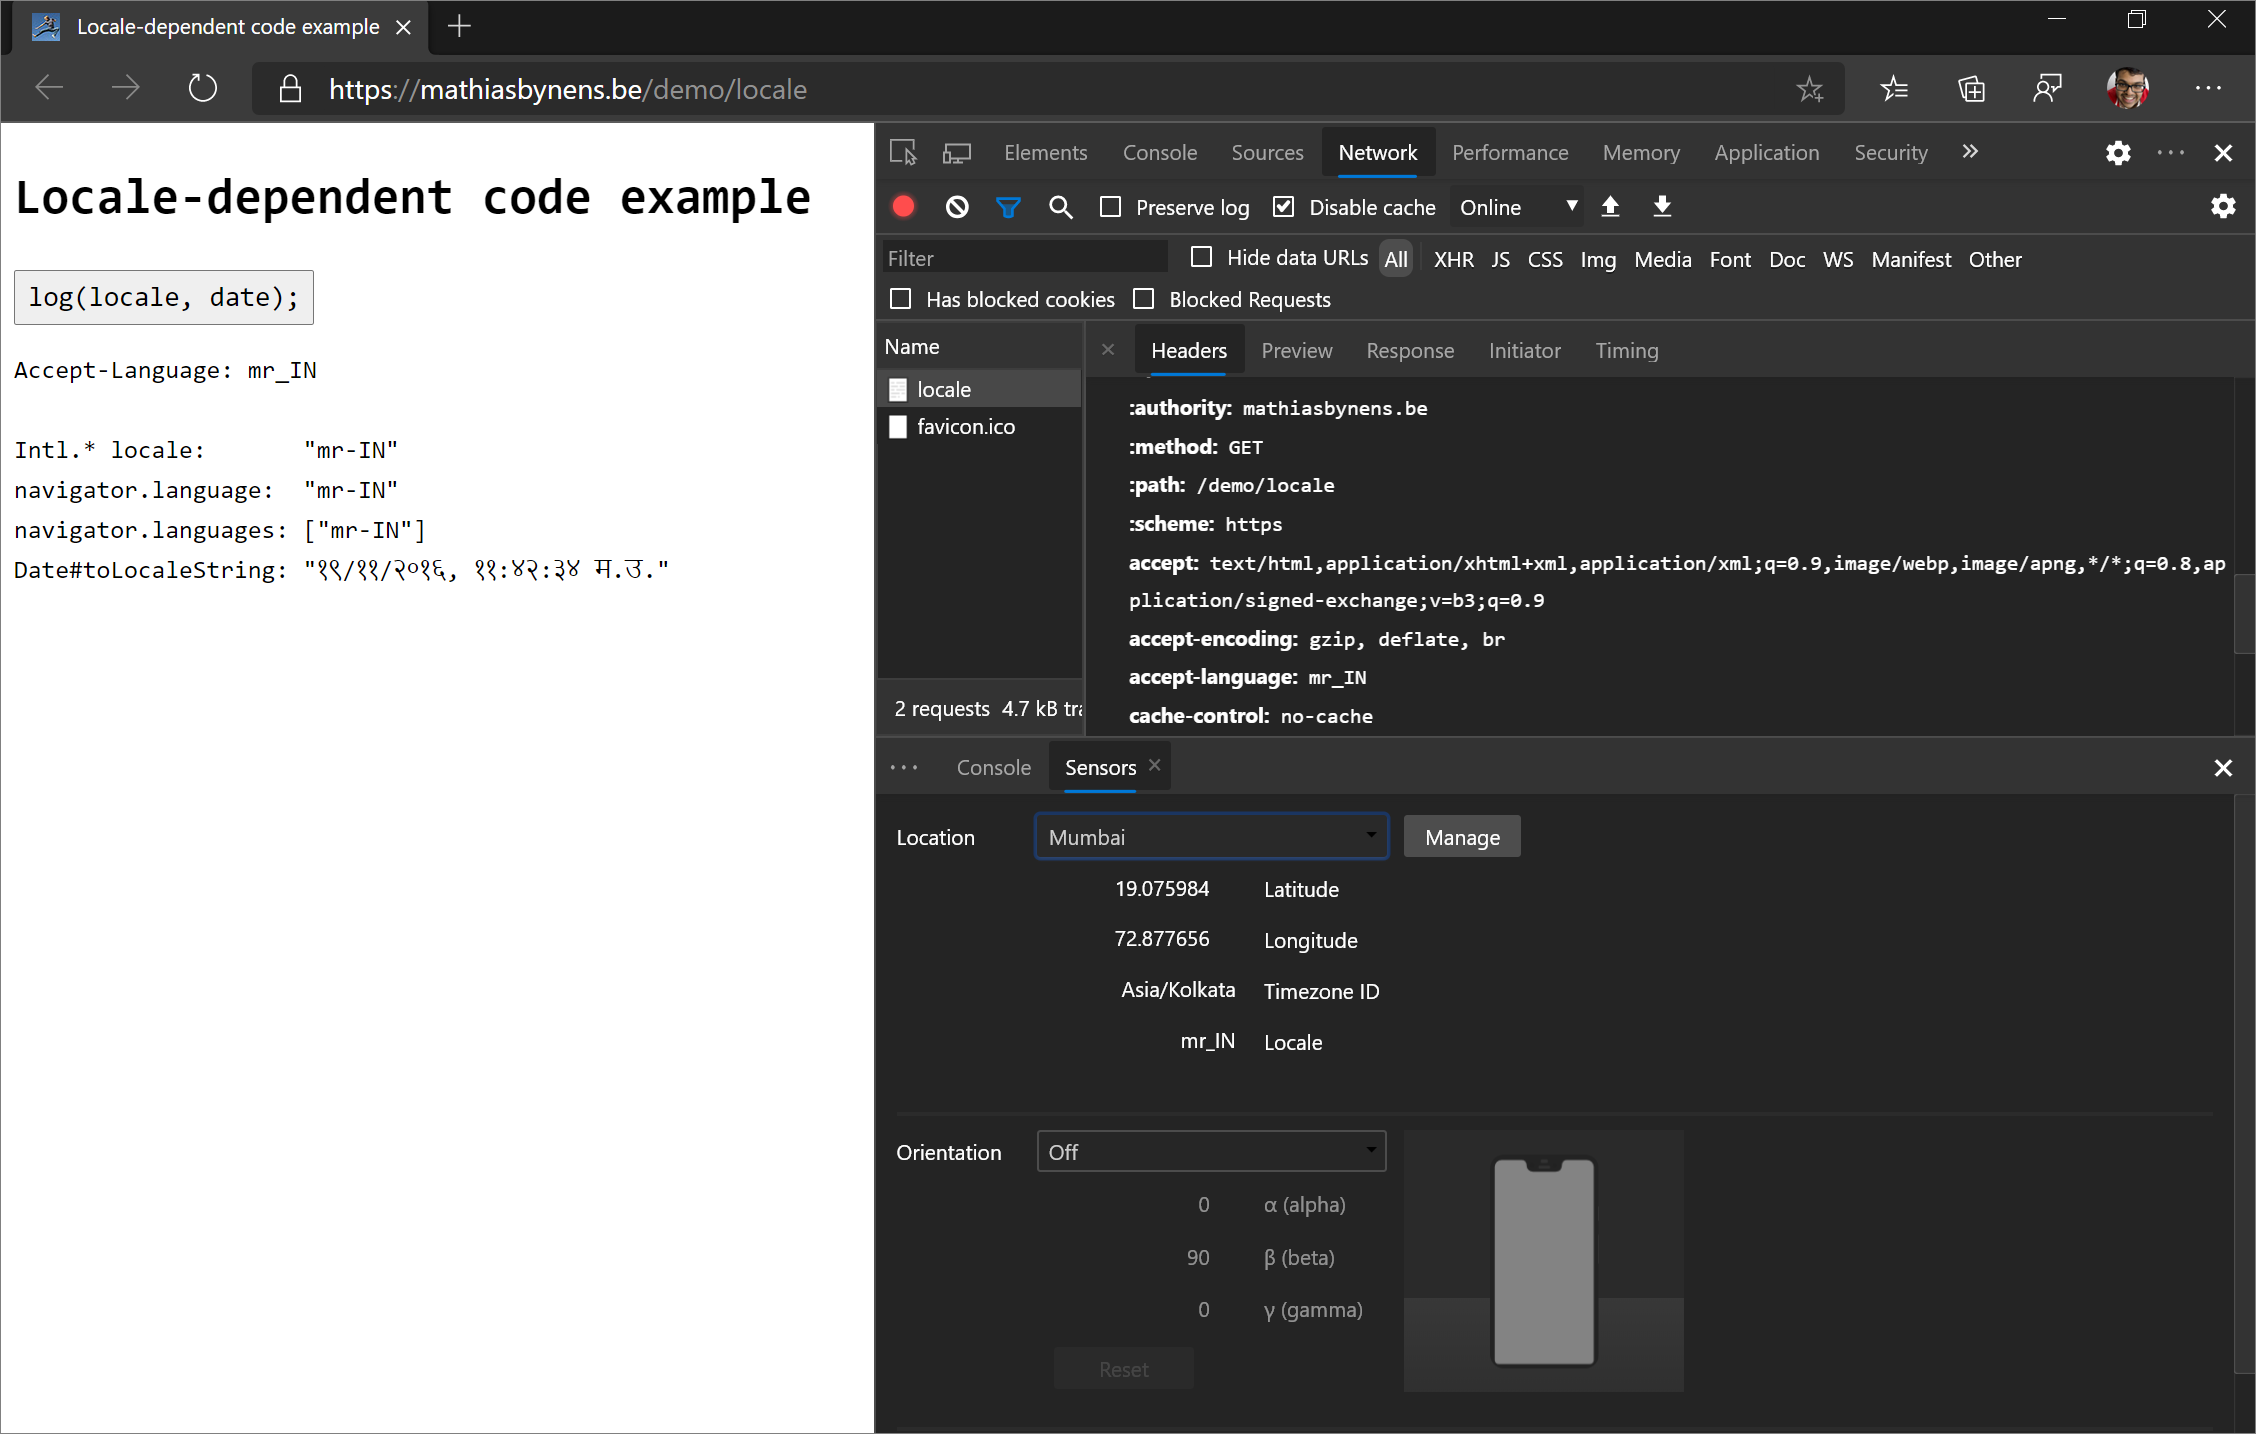 Locale-dependent code example
https://mathiasbynens.be/demo/locale
Locale-dependent code example
log(locale, date);
Accept-Language: mr_IN
Intl.* locale: "mr-IN"
navigator.language: "mr-IN"
navigator.languages: ["mr-IN"]
Date#toLocaleString: "१९/११/२०१६, ११:४२:३४ म.उ."
Elements Console Sources Network Performance Memory Application Security
Preserve log Disable cache Online
Filter Hide data URLs All XHR JS CSS Img Media Font Doc WS Manifest Other
Has blocked cookies Blocked Requests
Name
locale
favicon.ico
2 requests 4.7 kB
Headers Preview Response Initiator Timing
:authority: mathiasbynens.be
:method: GET
:path: /demo/locale
:scheme: https
accept: text/html,application/xhtml+xml,application/xml;q=0.9,image/webp,image/apng,*/*;q=0.8,ap
plication/signed-exchange;v=b3;q=0.9
accept-encoding: gzip, deflate, br
accept-language: mr_IN
cache-control: no-cache
Console Sensors
Location Mumbai Manage
19.075984 Latitude
72.877656 Longitude
Asia/Kolkata Timezone ID
mr_IN Locale
Orientation Off
0 α (alpha)
90 β (beta)
0 γ (gamma)
Reset